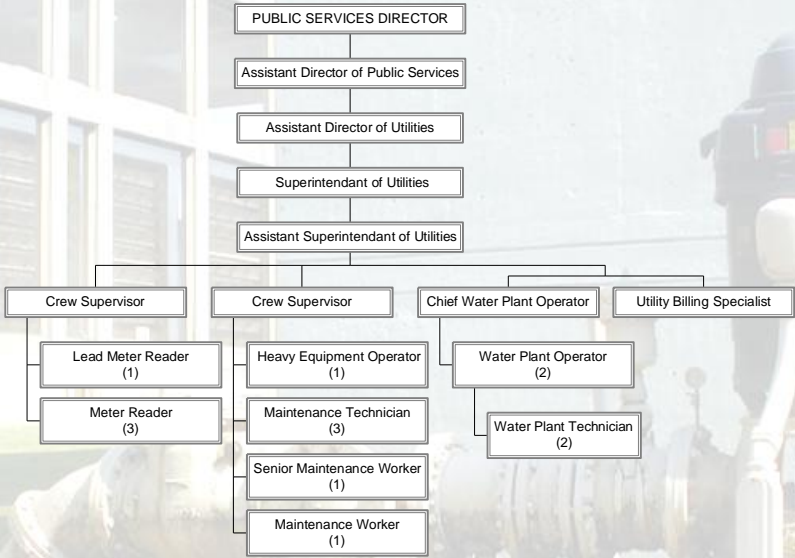 PUBLIC SERVICES DIRECTOR
Assistant Director of Public Services
Assistant Director of Utilities
Superintendant of Utilities
Assistant Superintendant of Utilities
Crew Supervisor
Lead Meter Reader
(1)
Meter Reader
(3)
Crew Supervisor
Heavy Equipment Operator
(1)
Maintenance Technician
(3)
Senior Maintenance Worker
(1)
Maintenance Worker
(1)
Chief Water Plant Operator
Water Plant Operator
(2)
Water Plant Technician
(2)
Utility Billing Specialist